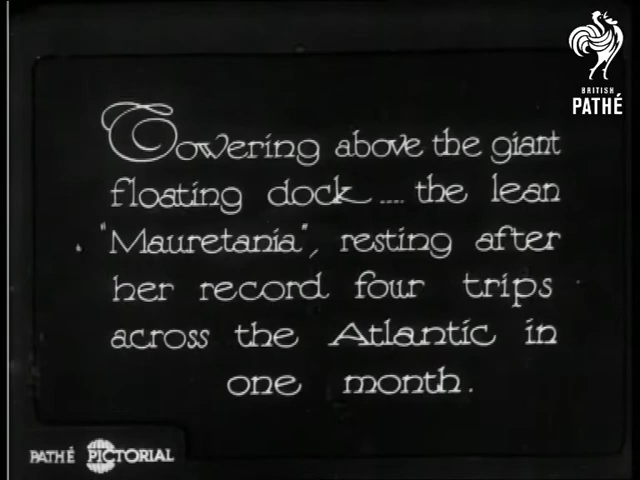 BRITISH
PATHÉ
Towering above the giant
floating dock .... the lean
"Mauretania", resting after
her record four trips
across the Atlantic in
one month.
PATHÉ PICTORIAL